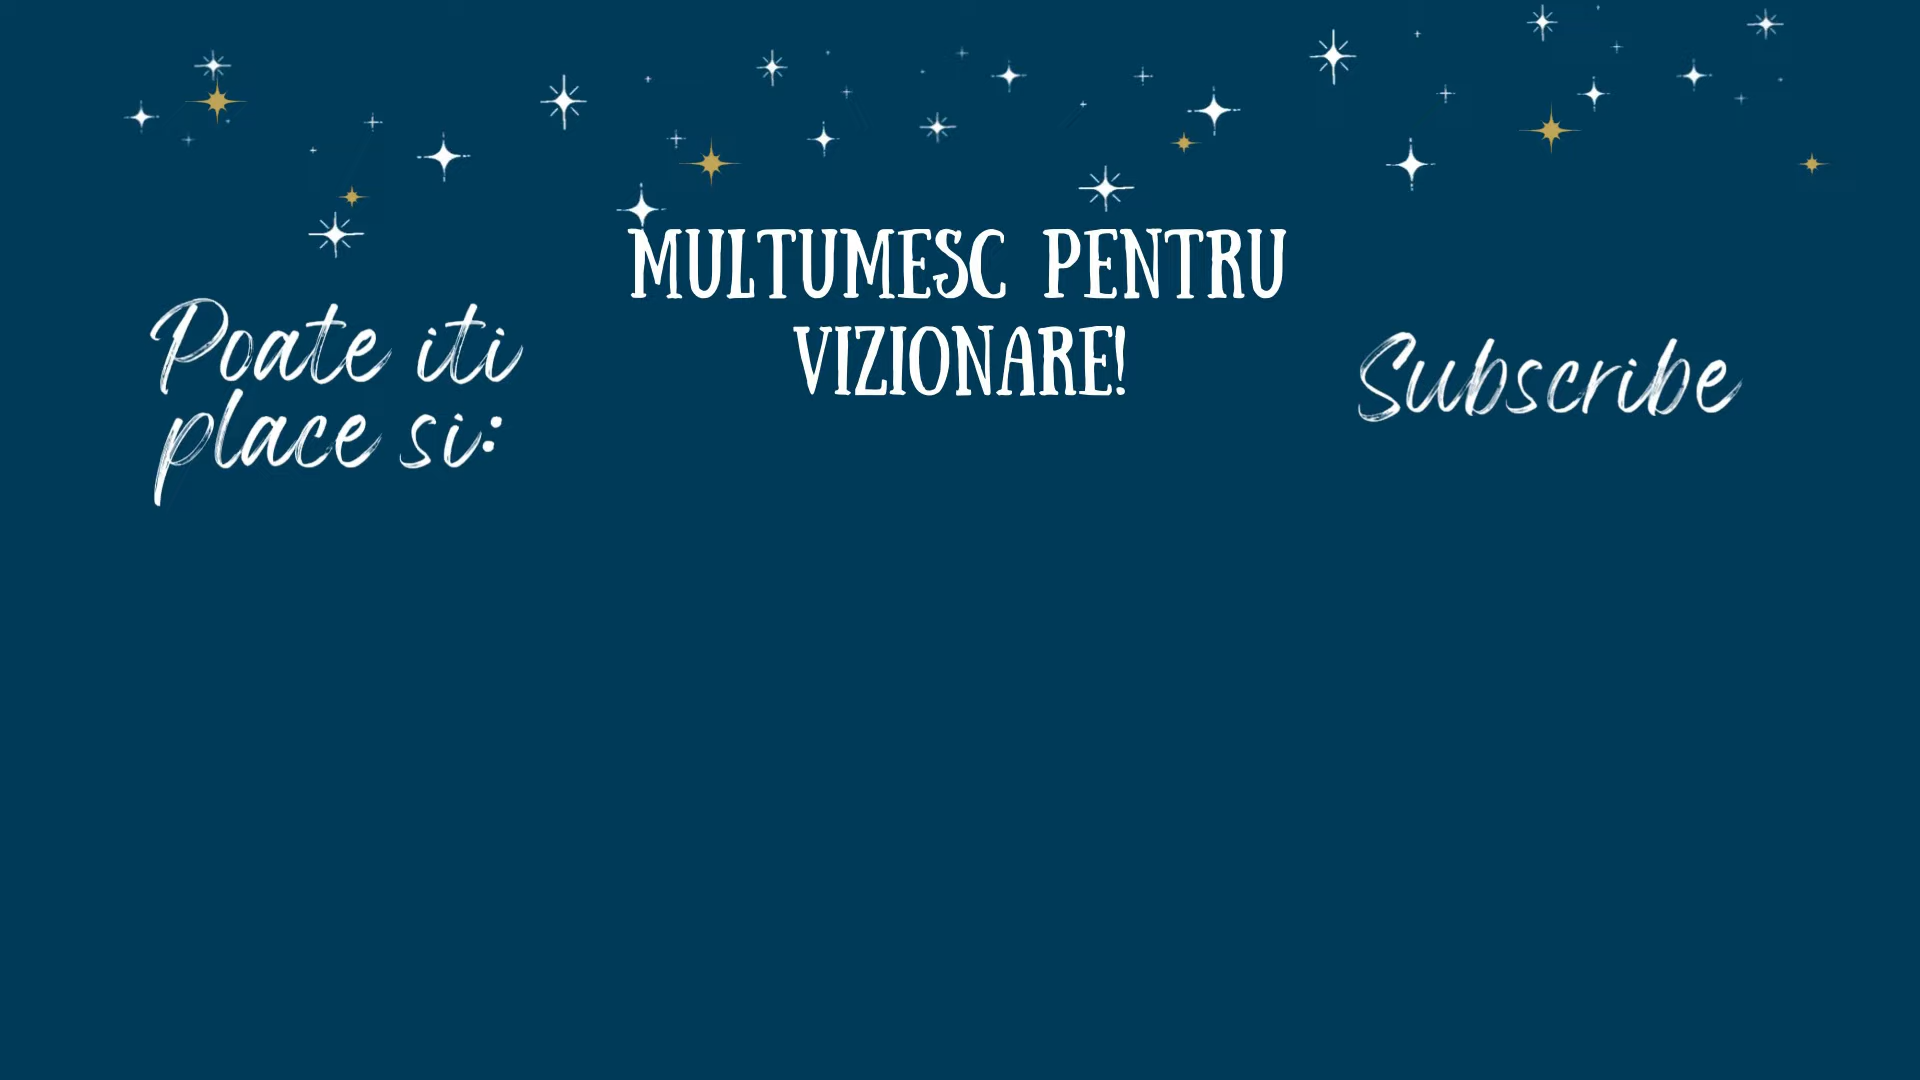 MULTUMESC PENTRU
VIZIONARE!
Poate iti
place si:
Subscribe